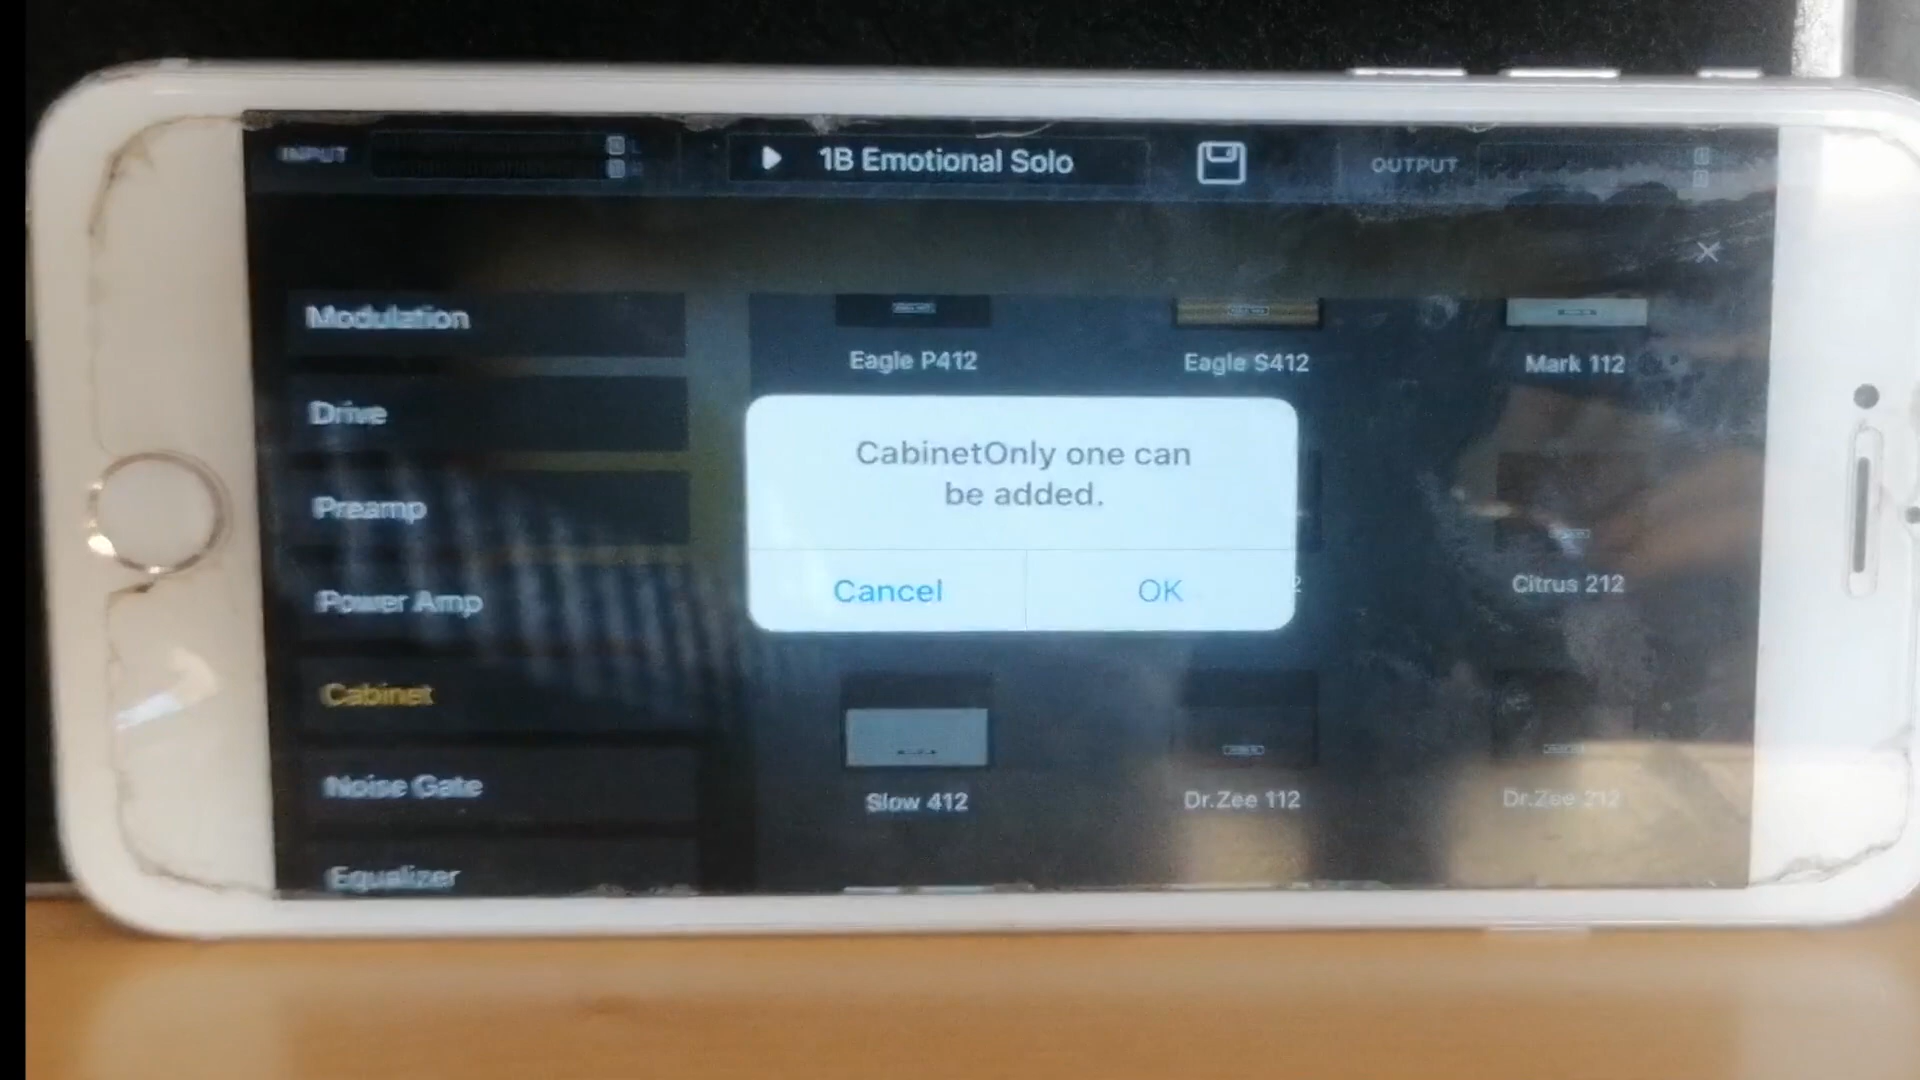 INPUT
1B Emotional Solo
OUTPUT
Modulation
Eagle P412
Eagle S412
Mark 112
Drive
CabinetOnly one can
be added.
Preamp
Cancel
OK
Citrus 212
Power Amp
Cabinet
Noise Gate
Slow 412
Dr.Zee 112
Dr.Zee 212
Equalizer